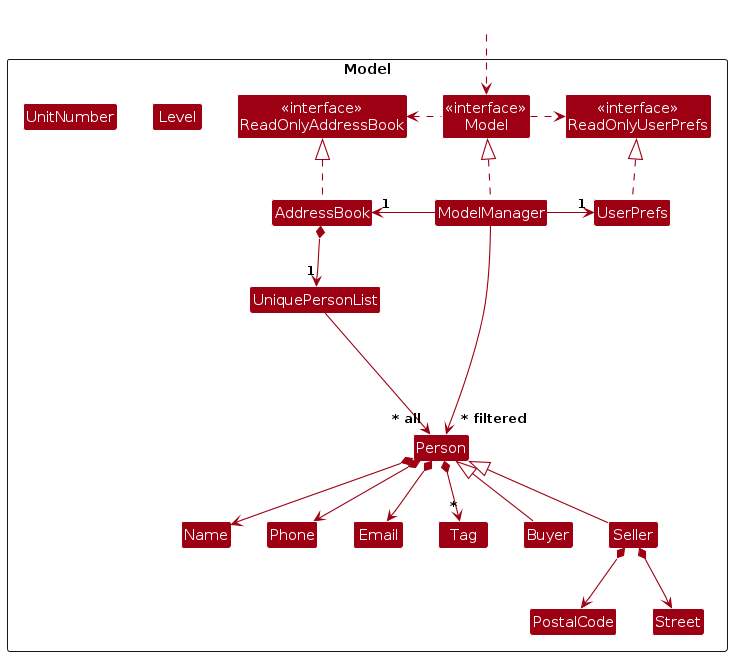 Model
UnitNumber
Level
«interface»
ReadOnlyAddressBook
«interface»
Model
«interface»
ReadOnlyUserPrefs
AddressBook
1
ModelManager
1
UserPrefs
1
UniquePersonList
* all
* filtered
Person
*
Name
Phone
Email
Tag
Buyer
Seller
PostalCode
Street